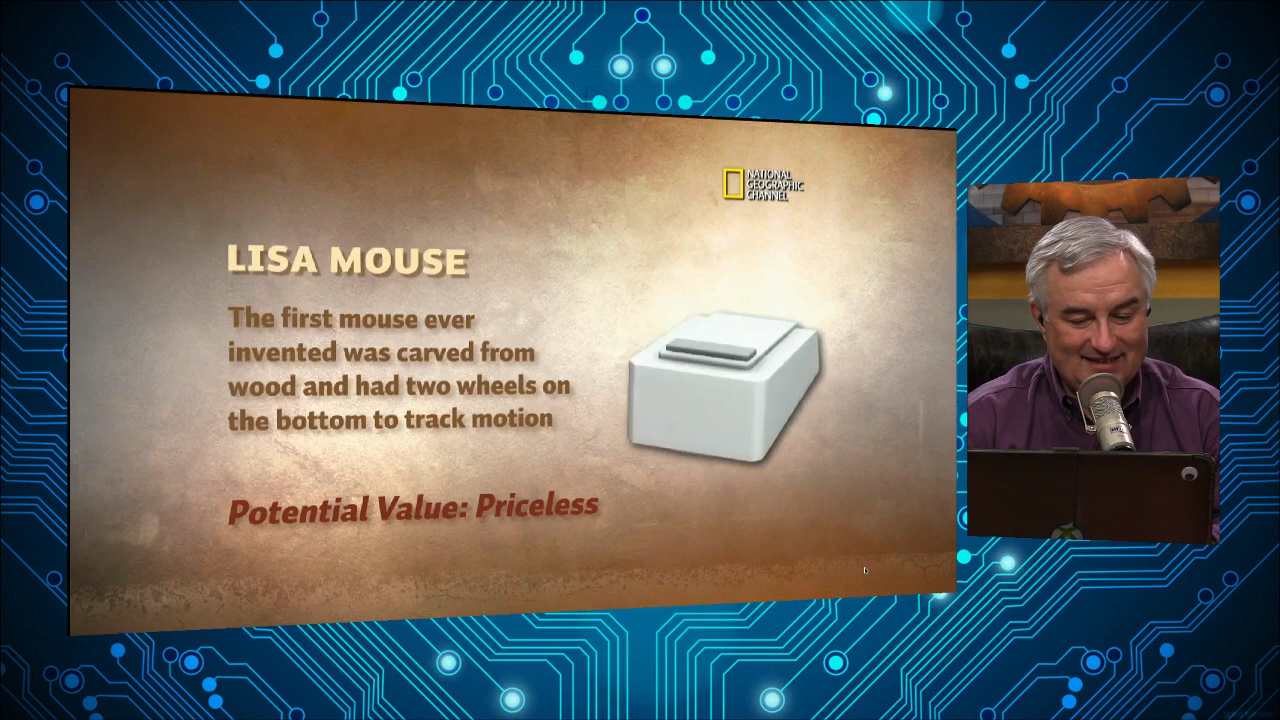 NATIONAL
GEOGRAPHIC
CHANNEL
LISA MOUSE
The first mouse ever
invented was carved from
wood and had two wheels on
the bottom to track motion
Potential Value: Priceless